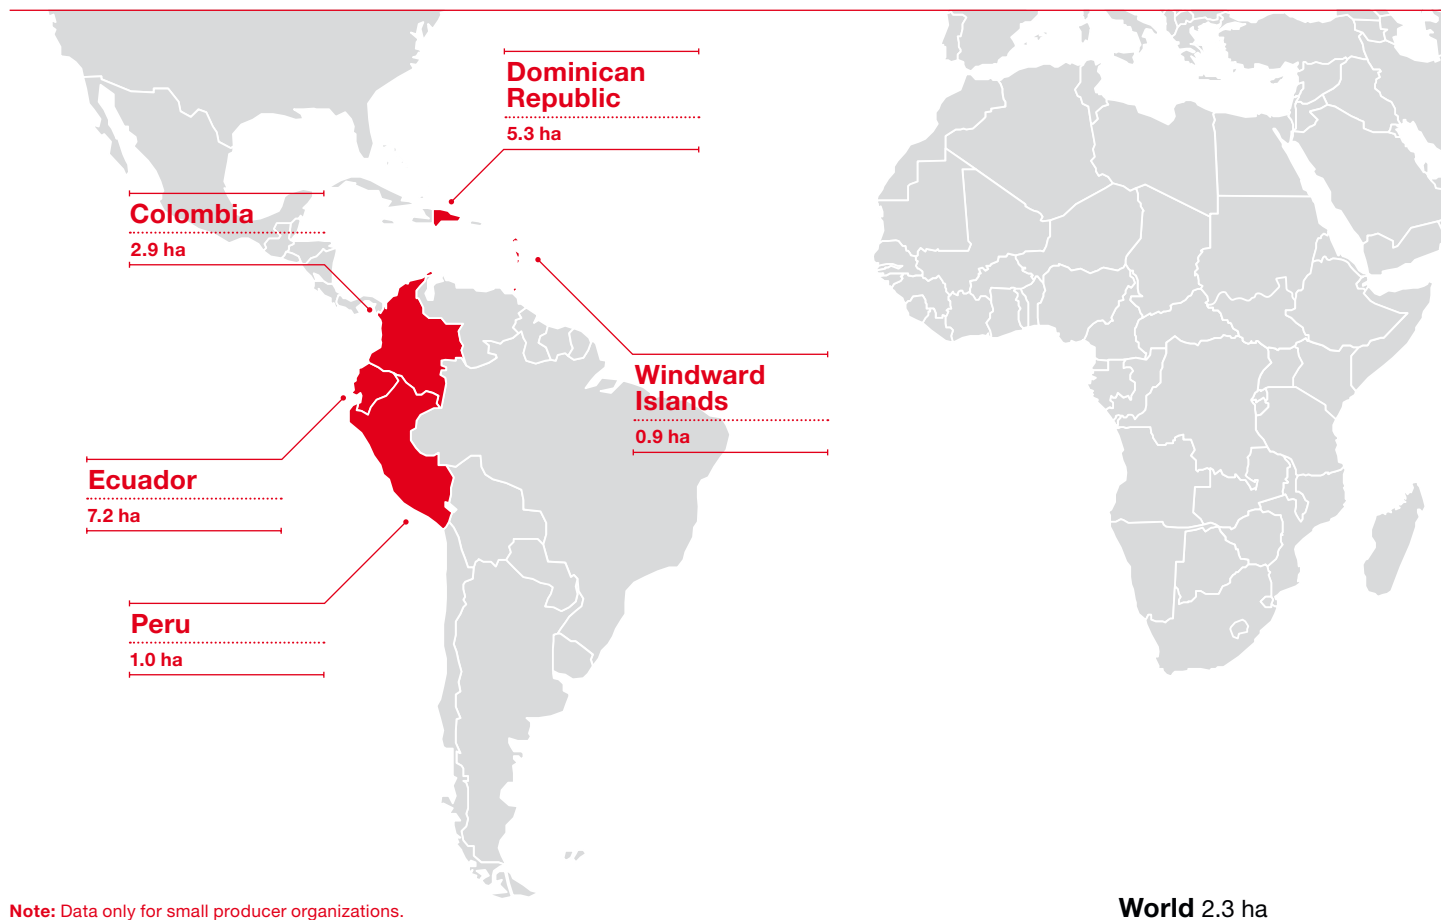 Dominican
Republic
5.3 ha
Colombia
2.9 ha
Windward
Islands
0.9 ha
Ecuador
7.2 ha
Peru
1.0 ha
Note: Data only for small producer organizations.
World 2.3 ha